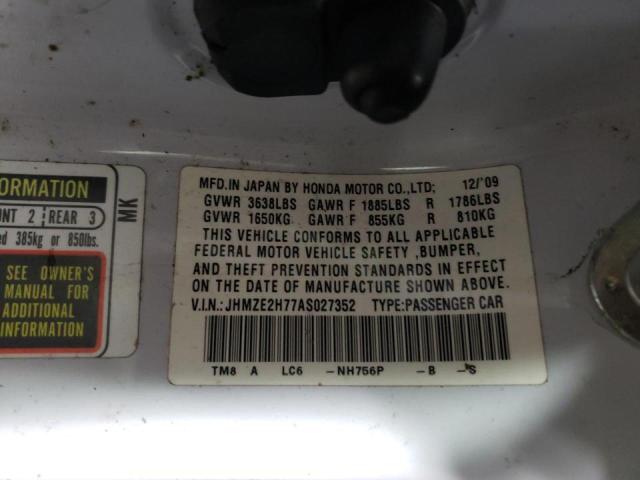 ORMATION
ONT 2 REAR 3
ed 385kg or 850lbs.
SEE OWNER'S
MANUAL FOR
ADDITIONAL
INFORMATION
MK
MFD.IN JAPAN BY HONDA MOTOR CO.,LTD; 12/'09
GVWR 3638LBS GAWR F 1885LBS R 1786LBS
GVWR 1650KG GAWR F 855KG R 810KG
THIS VEHICLE CONFORMS TO ALL APPLICABLE
FEDERAL MOTOR VEHICLE SAFETY ,BUMPER,
AND THEFT PREVENTION STANDARDS IN EFFECT
ON THE DATE OF MANUFACTURE SHOWN ABOVE.
V.I.N.: JHMZE2H77AS027352 TYPE:PASSENGER CAR
TM8 A LC6 -NH756P -B -S